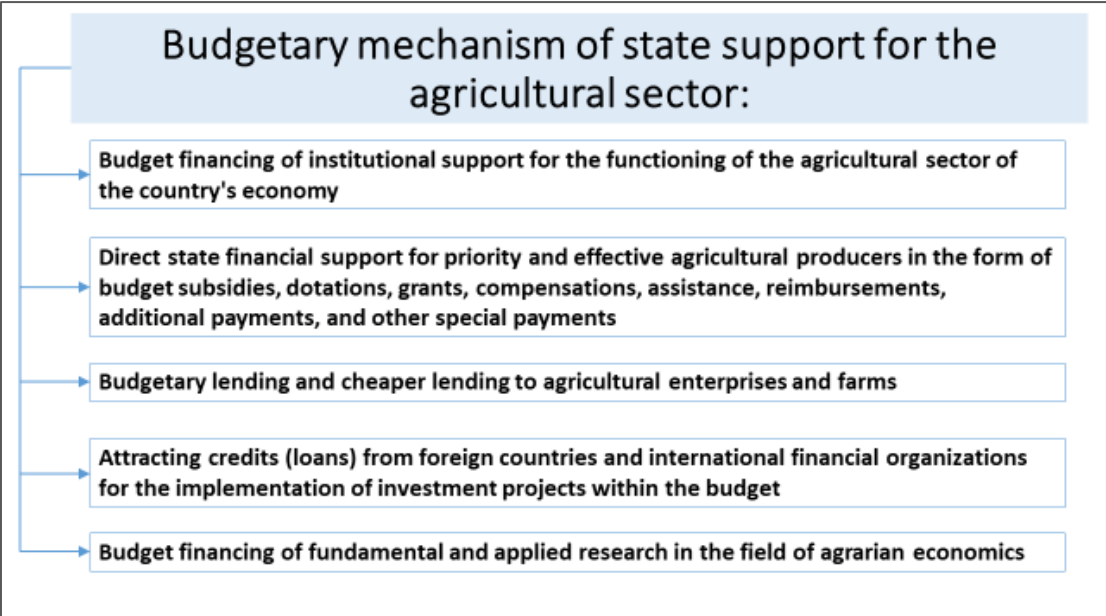 Budgetary mechanism of state support for the
agricultural sector:
Budget financing of institutional support for the functioning of the agricultural sector of
the country's economy
Direct state financial support for priority and effective agricultural producers in the form of
budget subsidies, dotations, grants, compensations, assistance, reimbursements,
additional payments, and other special payments
Budgetary lending and cheaper lending to agricultural enterprises and farms
Attracting credits (loans) from foreign countries and international financial organizations
for the implementation of investment projects within the budget
Budget financing of fundamental and applied research in the field of agrarian economics